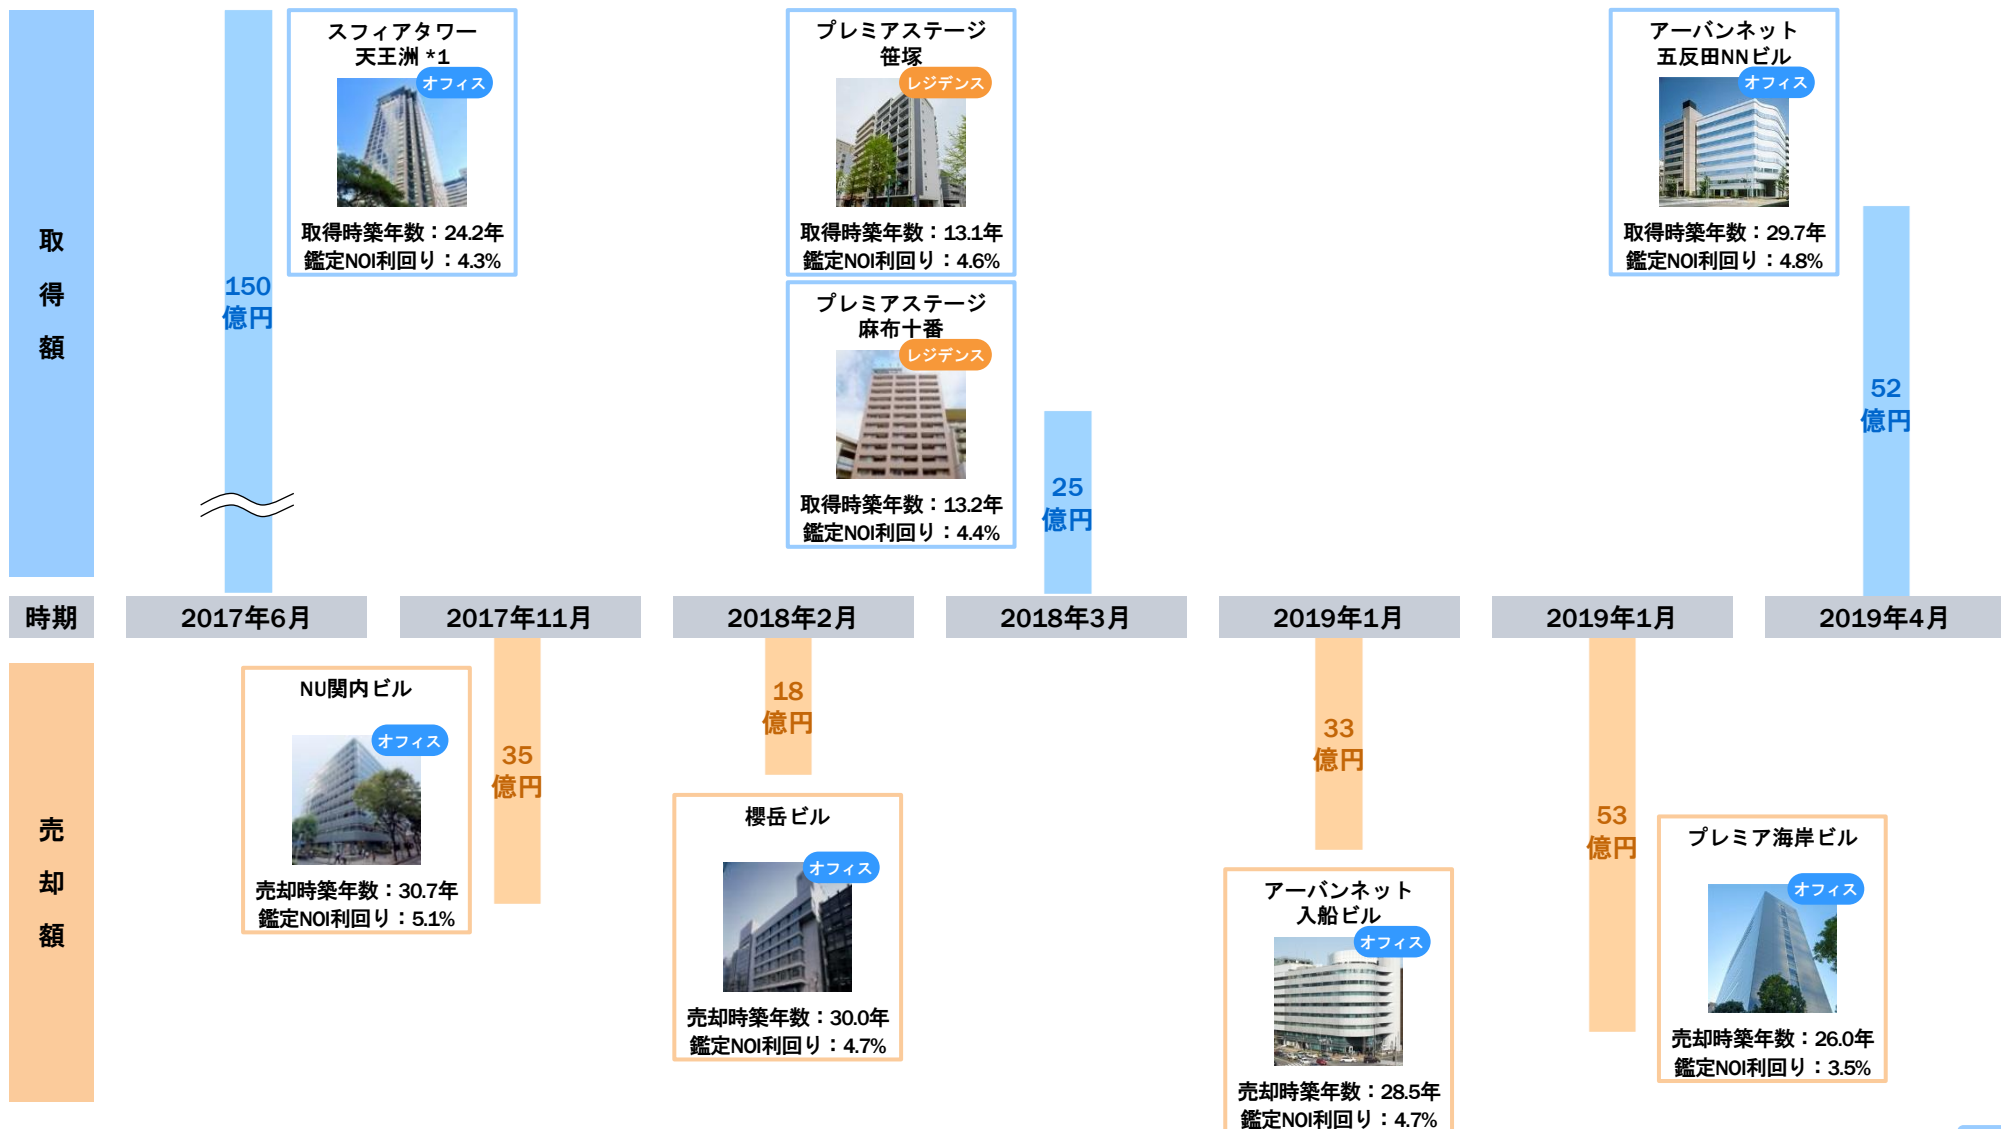 取得額
スフィアタワー
天王洲 *1
オフィス
取得時築年数：24.2年
鑑定NOI利回り：4.3%
150
億円
プレミアステージ
笹塚
レジデンス
取得時築年数：13.1年
鑑定NOI利回り：4.6%
プレミアステージ
麻布十番
レジデンス
取得時築年数：13.2年
鑑定NOI利回り：4.4%
25
億円
アーバンネット
五反田NNビル
オフィス
取得時築年数：29.7年
鑑定NOI利回り：4.8%
52
億円
時期
2017年6月
2017年11月
2018年2月
2018年3月
2019年1月
2019年1月
2019年4月
売却額
NU関内ビル
オフィス
売却時築年数：30.7年
鑑定NOI利回り：5.1%
35
億円
18
億円
櫻岳ビル
オフィス
売却時築年数：30.0年
鑑定NOI利回り：4.7%
33
億円
アーバンネット
入船ビル
オフィス
売却時築年数：28.5年
鑑定NOI利回り：4.7%
53
億円
プレミア海岸ビル
オフィス
売却時築年数：26.0年
鑑定NOI利回り：3.5%